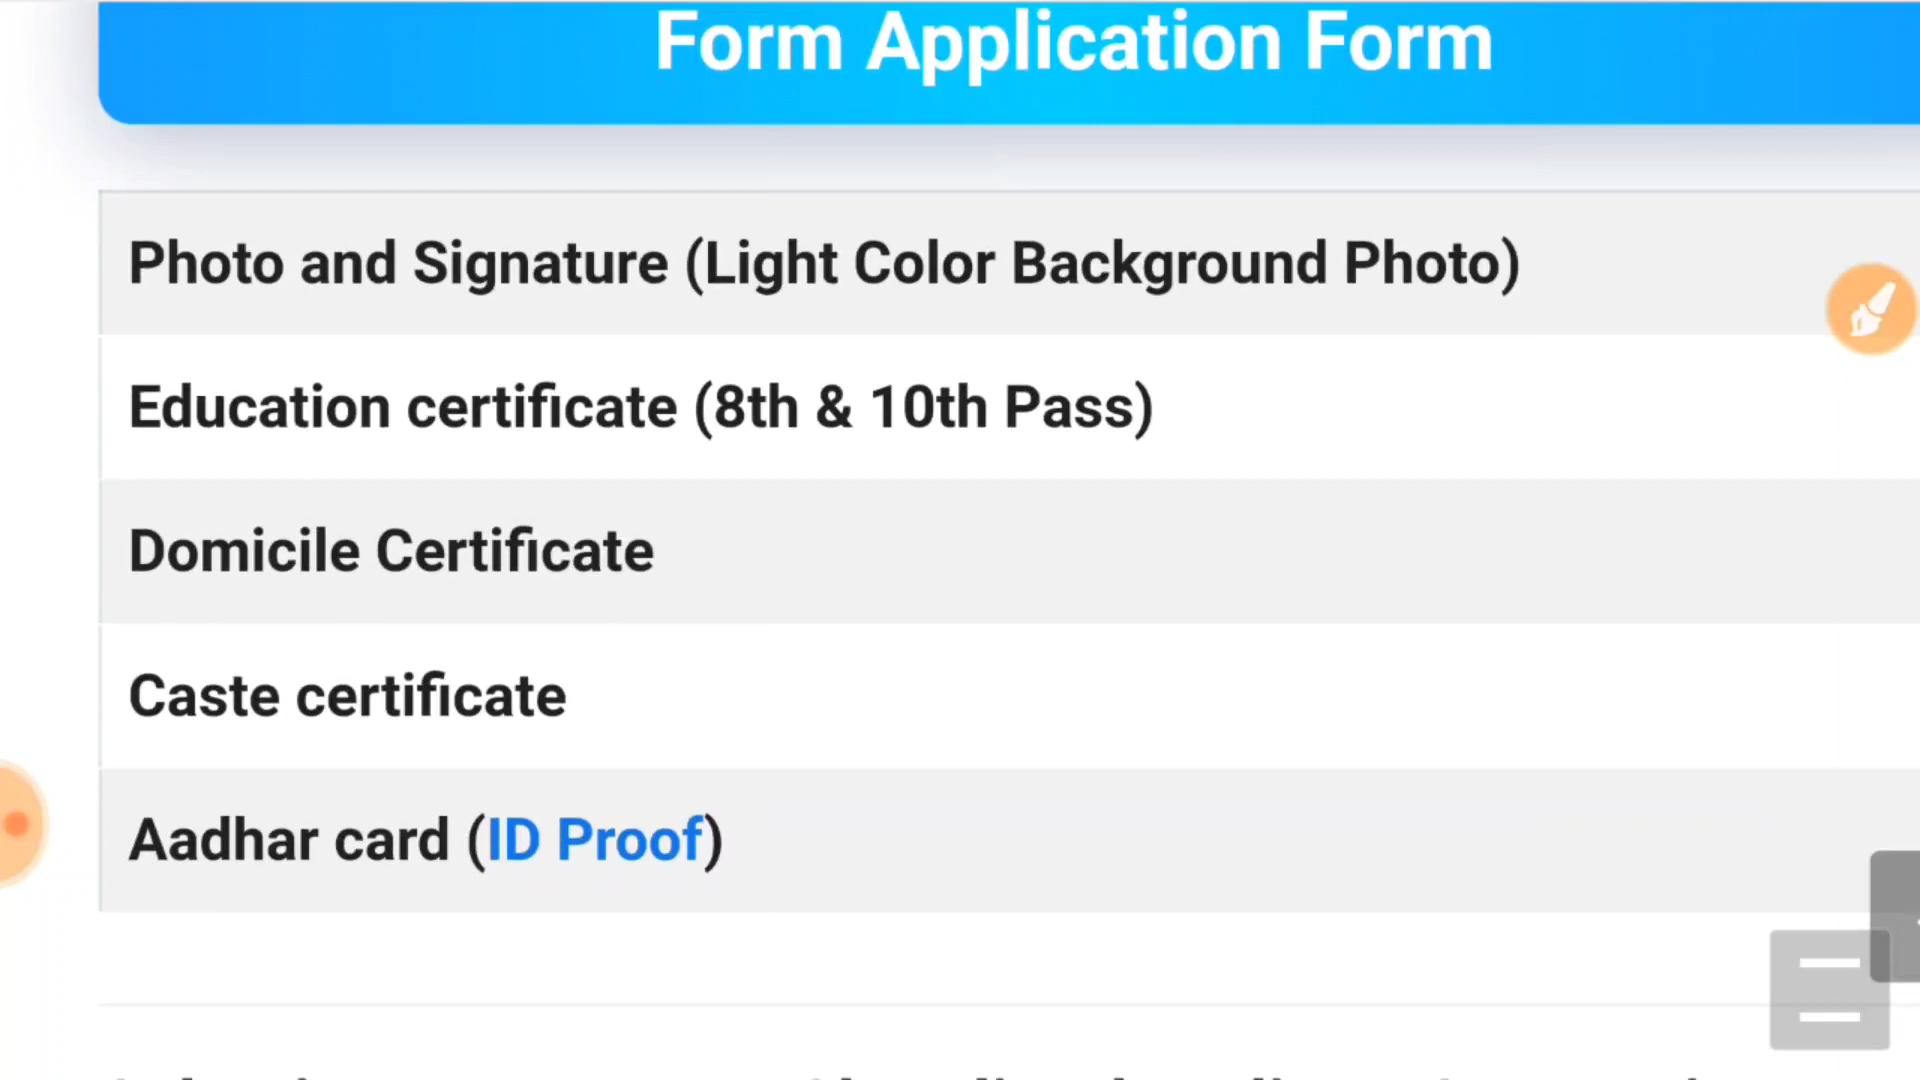 Form Application Form
Photo and Signature (Light Color Background Photo)
Education certificate (8th & 10th Pass)
Domicile Certificate
Caste certificate
Aadhar card (ID Proof)